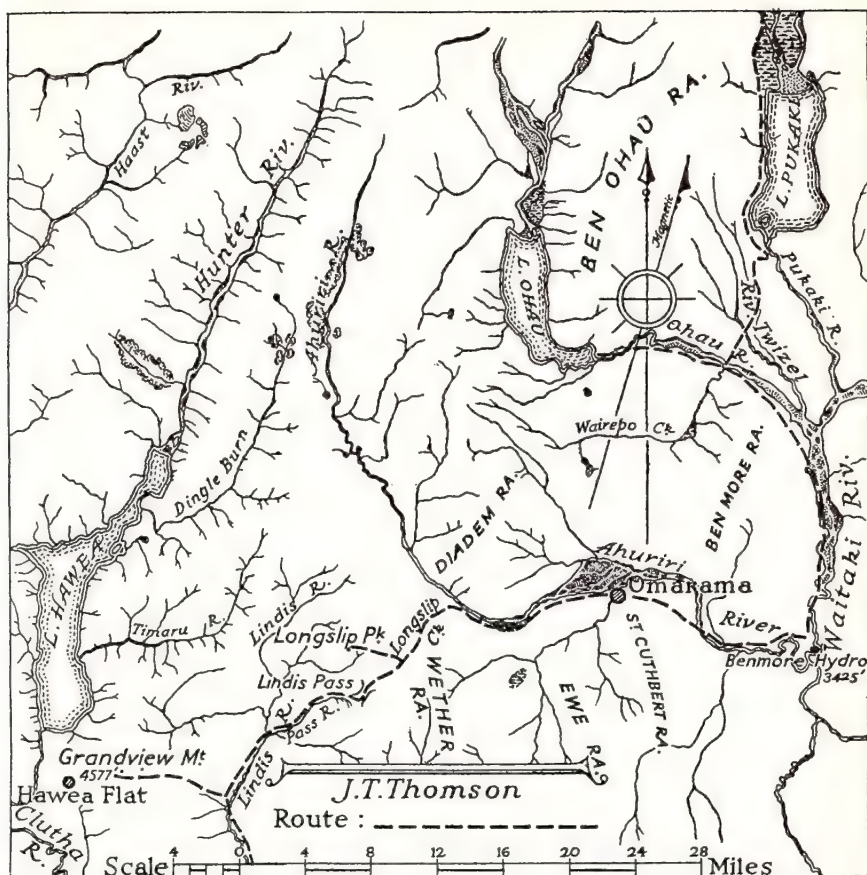 Haast
Riv.
Hunter
Riv.
Ahuriri R.
BEN OHAU RA.
L. OHAU
L. PUKAKI
Magnetic
Pukaki R.
Riv Twizel
Ohau R.
Wairepo Ck.
Dingle Burn
L. HAWEA
DIADEM RA.
BEN MORE RA.
Waitaki Riv.
Ahuriri
Omarama
River
Benmore Hydro
3425'
Timaru R.
Lindis R.
Longslip Pk.
Longslip Ck
Lindis Pass
Pass R.
WETHER RA.
EWE RA.
9
ST CUTHBERT RA.
Grandview Mt
4577'
Hawea Flat
Lindis R.
Clutha R.
J.T.Thomson
Route :
Scale 4 0 4 8 12 16 20 24 28 Miles